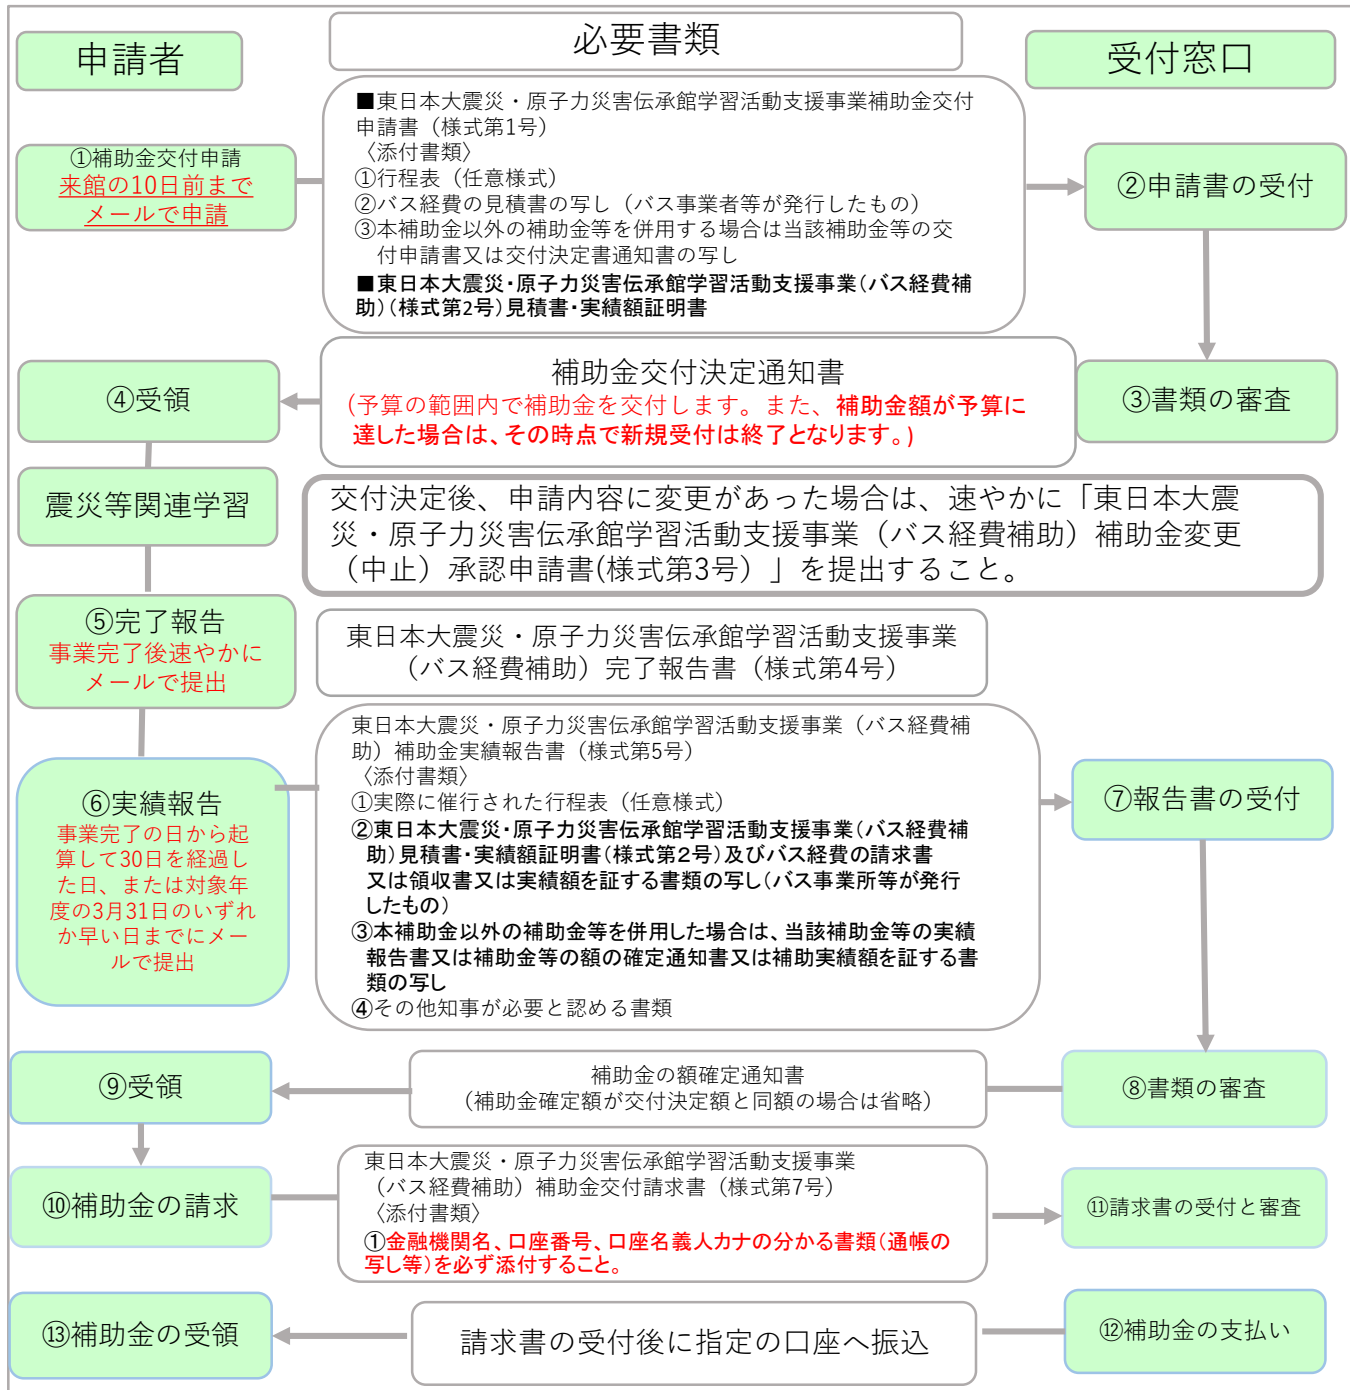 申請者
必要書類
受付窓口
①補助金交付申請
来館の10日前まで
メールで申請
■東日本大震災・原子力災害伝承館学習活動支援事業補助金交付
申請書（様式第1号）
〈添付書類〉
①行程表（任意様式）
②バス経費の見積書の写し（バス事業者等が発行したもの）
③本補助金以外の補助金等を併用する場合は当該補助金等の交
付申請書又は交付決定書通知書の写し
■東日本大震災・原子力災害伝承館学習活動支援事業（バス経費補
助）（様式第2号）見積書・実績額証明書
②申請書の受付
③書類の審査
補助金交付決定通知書
(予算の範囲内で補助金を交付します。また、補助金額が予算に
達した場合は、その時点で新規受付は終了となります。)
④受領
震災等関連学習
交付決定後、申請内容に変更があった場合は、速やかに「東日本大震
災・原子力災害伝承館学習活動支援事業（バス経費補助）補助金変更
（中止）承認申請書(様式第3号）」を提出すること。
⑤完了報告
事業完了後速やかに
メールで提出
東日本大震災・原子力災害伝承館学習活動支援事業
（バス経費補助）完了報告書（様式第4号）
⑥実績報告
事業完了の日から起
算して30日を経過し
た日、または対象年
度の3月31日のいずれ
か早い日までにメー
ルで提出
東日本大震災・原子力災害伝承館学習活動支援事業（バス経費補
助）補助金実績報告書（様式第5号）
〈添付書類〉
①実際に催行された行程表（任意様式）
②東日本大震災・原子力災害伝承館学習活動支援事業（バス経費補
助）見積書・実績額証明書（様式第２号）及びバス経費の請求書
又は領収書又は実績額を証する書類の写し（バス事業所等が発行
したもの）
③本補助金以外の補助金等を併用した場合は、当該補助金等の実績
報告書又は補助金等の額の確定通知書又は補助実績額を証する書
類の写し
④その他知事が必要と認める書類
⑦報告書の受付
⑧書類の審査
補助金の額確定通知書
（補助金確定額が交付決定額と同額の場合は省略）
⑨受領
⑩補助金の請求
東日本大震災・原子力災害伝承館学習活動支援事業
（バス経費補助）補助金交付請求書（様式第7号）
〈添付書類〉
①金融機関名、口座番号、口座名義人カナの分かる書類（通帳の
写し等）を必ず添付すること。
⑪請求書の受付と審査
⑫補助金の支払い
請求書の受付後に指定の口座へ振込
⑬補助金の受領